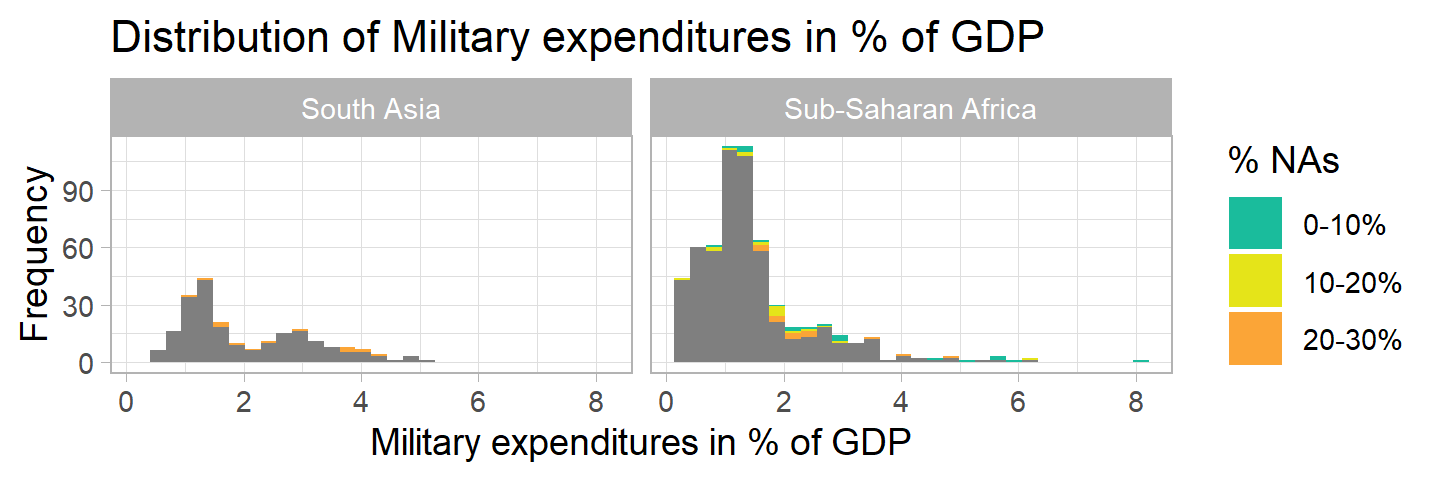 Distribution of Military expenditures in % of GDP
South Asia
Sub-Saharan Africa
Frequency
90
60
30
0
0 2 4 6 8
0 2 4 6 8
Military expenditures in % of GDP
% NAs
0-10%
10-20%
20-30%